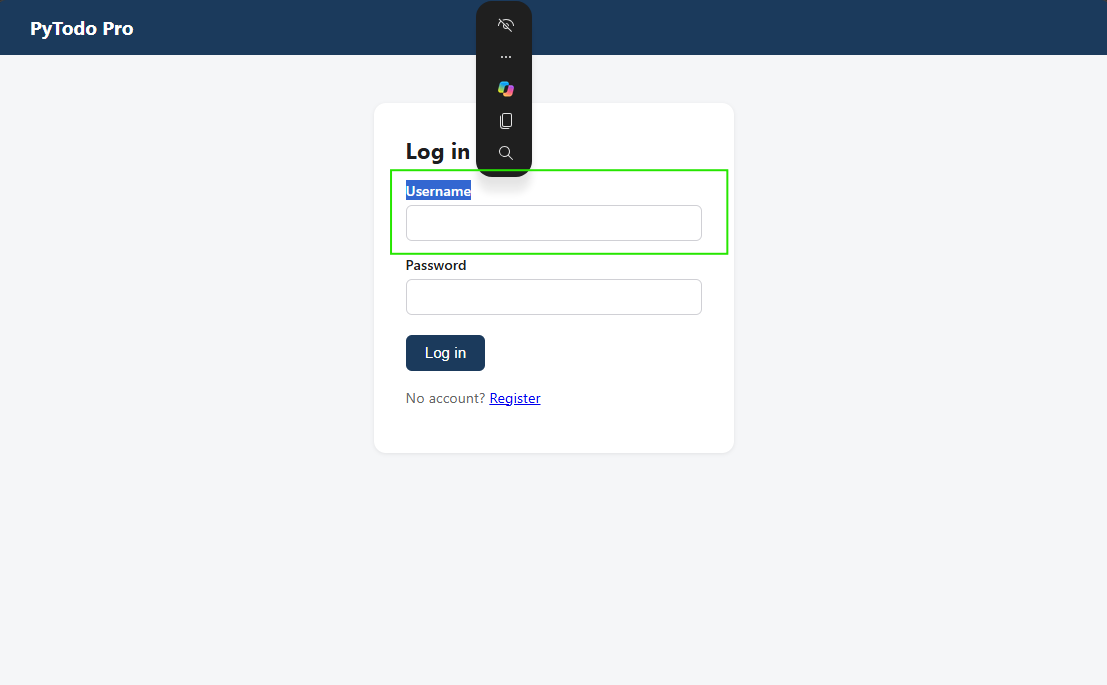 PyTodo Pro
Log in
Username
Password
Log in
No account? Register